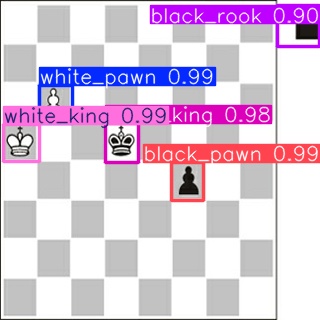 black_rook 0.90
white_pawn 0.99
white_king 0.99
king 0.98
black_pawn 0.99